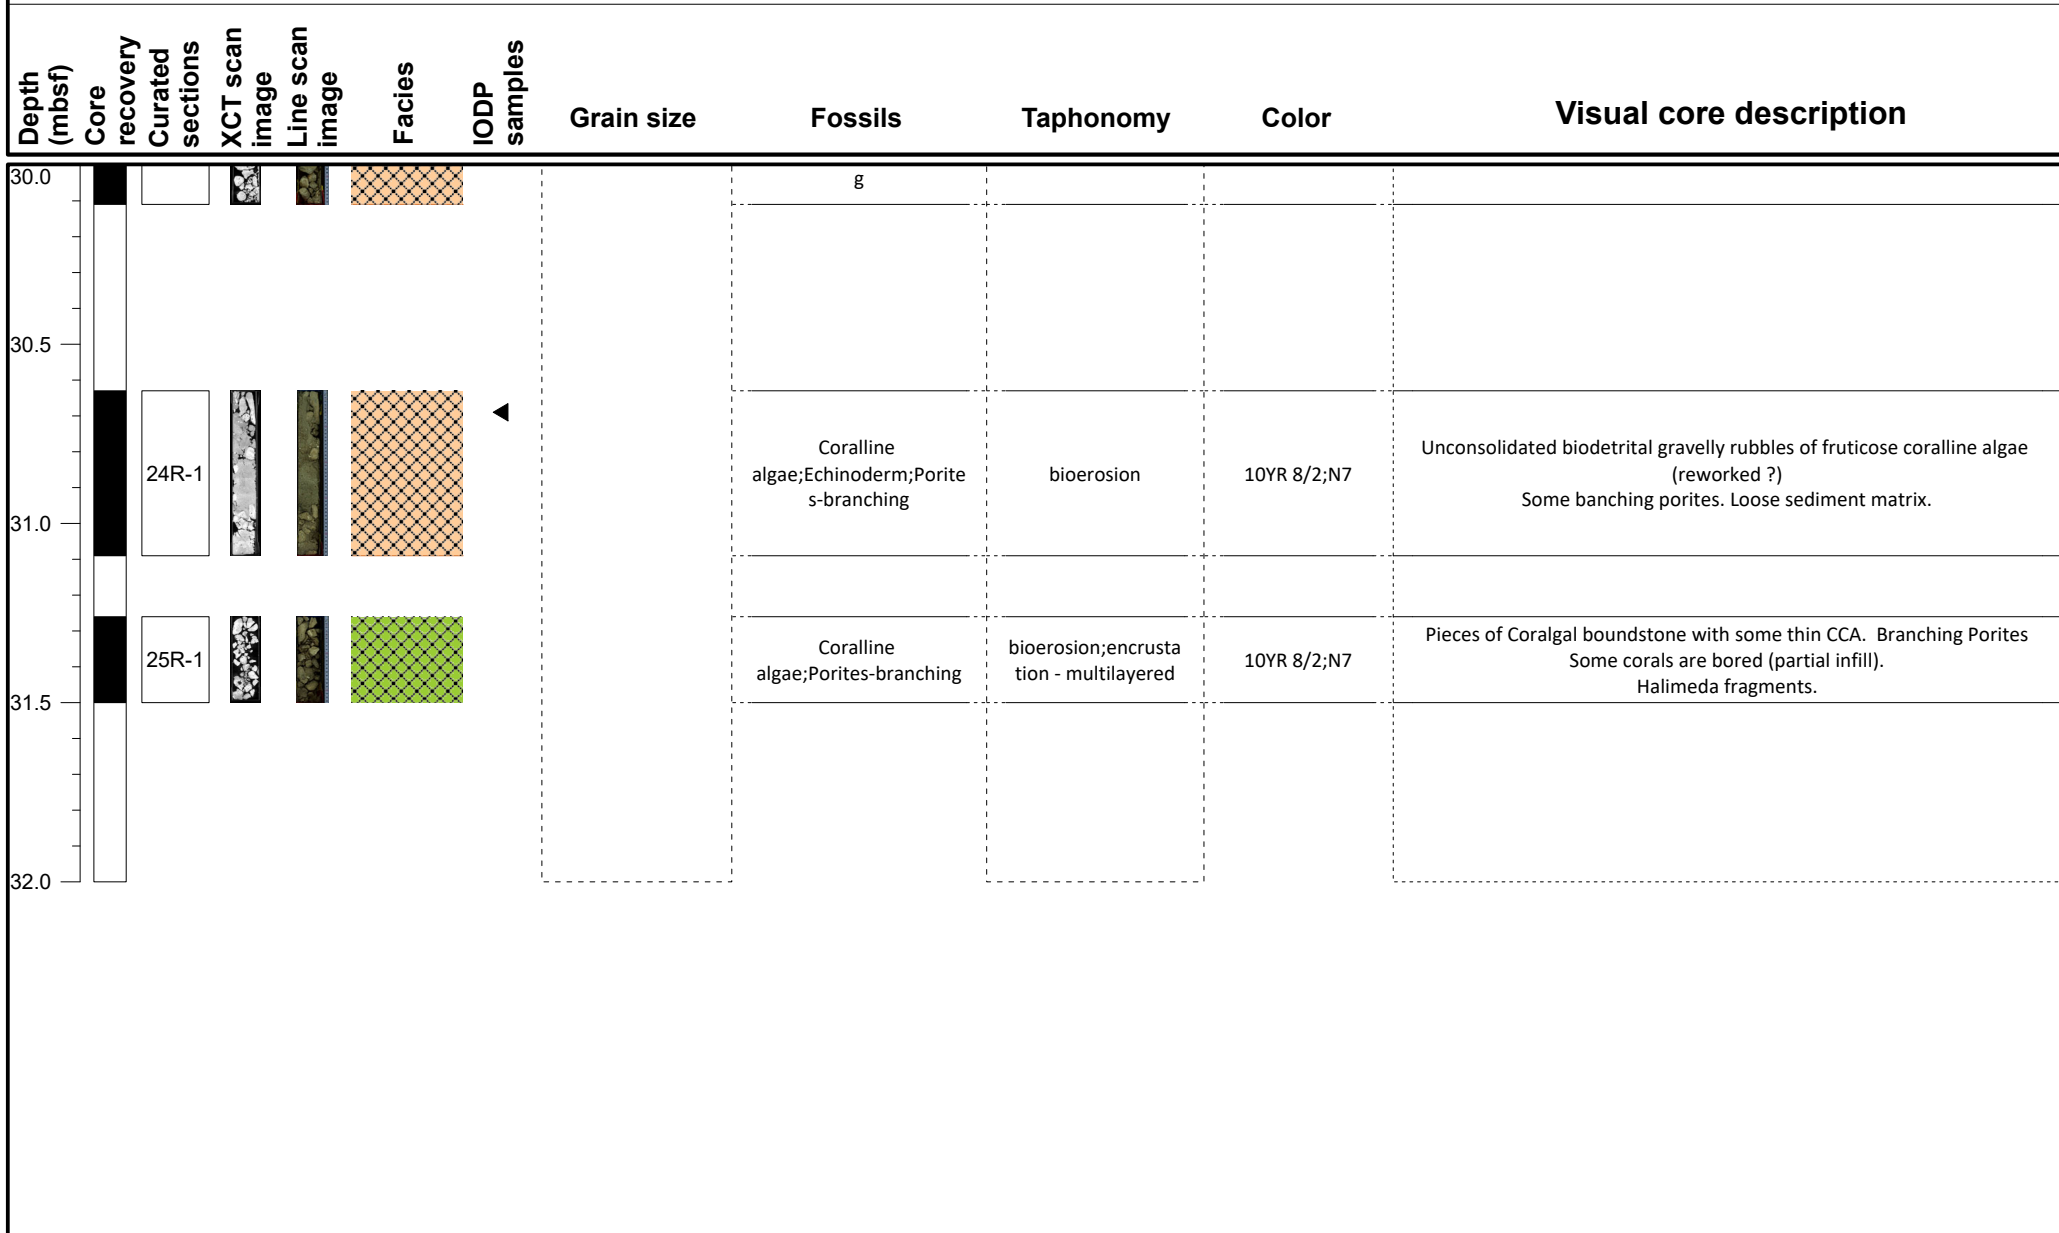 Depth
(mbsf)
Core
recovery
Curated
sections
XCT scan
image
Line scan
image
Facies
IODP
samples
Grain size
Fossils
Taphonomy
Color
Visual core description
30.0
g
30.5
24R-1
Coralline
algae;Echinoderm;Porite
s-branching
bioerosion
10YR 8/2;N7
Unconsolidated biodetrital gravelly rubbles of fruticose coralline algae
(reworked ?)
Some banching porites. Loose sediment matrix.
31.0
25R-1
Coralline
algae;Porites-branching
bioerosion;encrusta
tion - multilayered
10YR 8/2;N7
Pieces of Coralgal boundstone with some thin CCA.  Branching Porites
Some corals are bored (partial infill).
Halimeda fragments.
31.5
32.0